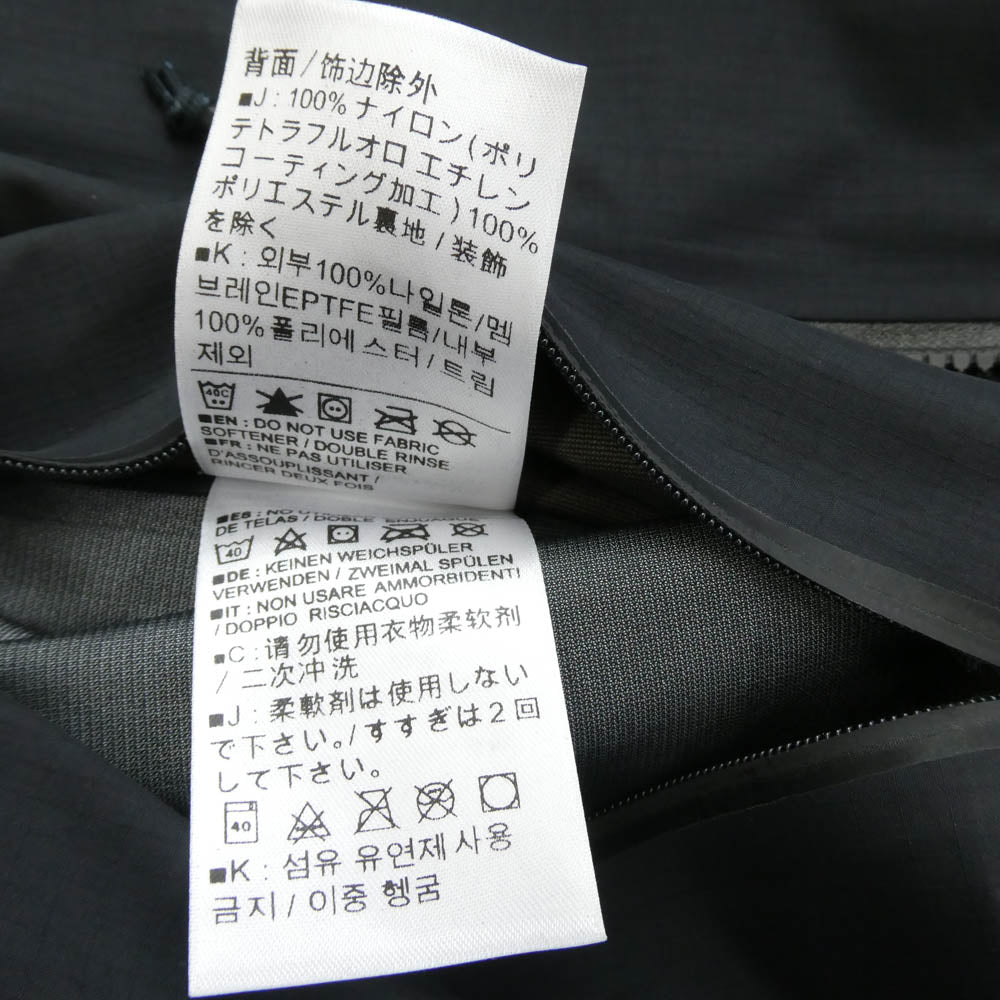 背面/饰边除外
■J : 100% ナイロン(ポリ
テトラフルオロ エチレン
コーティング加工)100%
ポリエステル裏地 / 装飾
を除く
■K : 외부100%나일론/멤
브레인EPTFE필름/내부
100%폴리에스터/트림
제외
40C
■EN : DO NOT USE FABRIC
SOFTENER / DOUBLE RINSE
■FR : NE PAS UTILISER
D'ASSOUPLISSANT /
RINCER DEUX FOIS
■ES : NO
DE TELAS / DOBLE ENJUAGUE
40
■DE : KEINEN WEICHSPÜLER
VERWENDEN / ZWEIMAL SPÜLEN
■IT : NON USARE AMMORBIDENTI
/ DOPPIO RISCIACQUO
■C : 请勿使用衣物柔软剂
/ 二次冲洗
■J : 柔軟剤は使用しない
で下さい。/ すすぎは2回
して下さい。
40
■K : 섬유 유연제 사용
금지 / 이중 헹굼